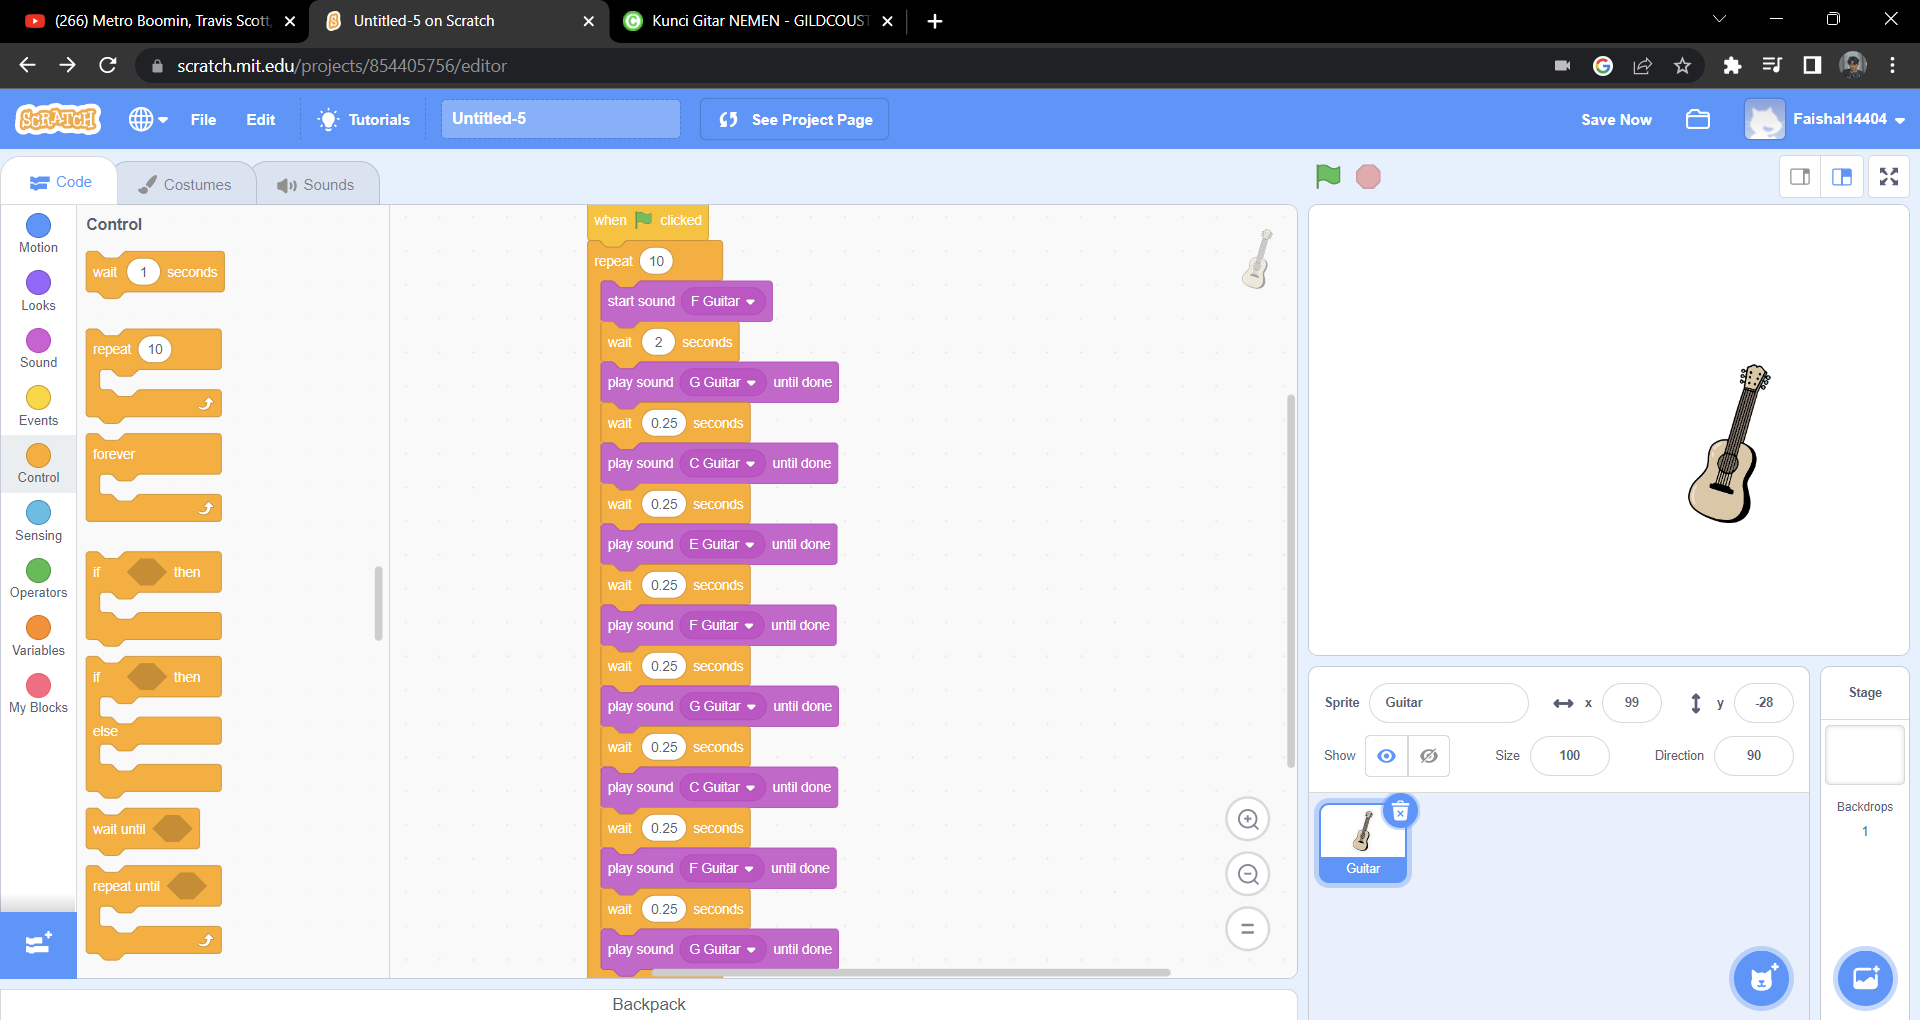 (266) Metro Boomin, Travis Scott,
Untitled-5 on Scratch
Kunci Gitar NEMEN - GILDCOUST
scratch.mit.edu/projects/854405756/editor
SCRATCH
File
Edit
Tutorials
Untitled-5
See Project Page
Save Now
Faishal14404
Code
Costumes
Sounds
Motion
Looks
Sound
Events
Control
Sensing
Operators
Variables
My Blocks
Control
wait 1 seconds
repeat 10
forever
if then
if then
else
wait until
repeat until
when clicked
repeat 10
start sound F Guitar
wait 2 seconds
play sound G Guitar until done
wait 0.25 seconds
play sound C Guitar until done
wait 0.25 seconds
play sound E Guitar until done
wait 0.25 seconds
play sound F Guitar until done
wait 0.25 seconds
play sound G Guitar until done
wait 0.25 seconds
play sound C Guitar until done
wait 0.25 seconds
play sound F Guitar until done
wait 0.25 seconds
play sound G Guitar until done
Backpack
Sprite Guitar x 99 y -28
Show Size 100 Direction 90
Guitar
Stage
Backdrops
1